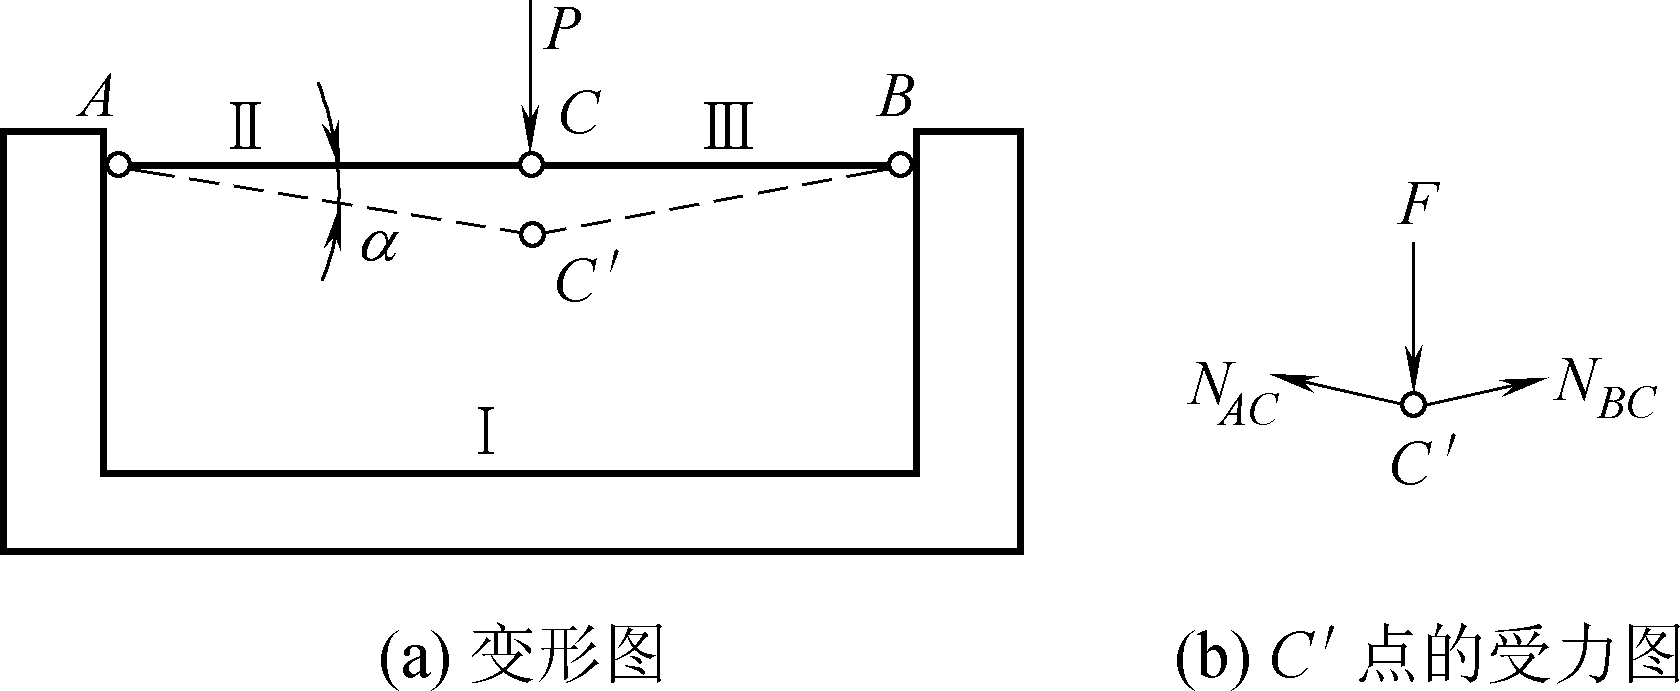 P
A Ⅱ C Ⅲ B
α
C′
Ⅰ
F
N_AC N_BC
C′
(a) 变形图
(b) C′ 点的受力图